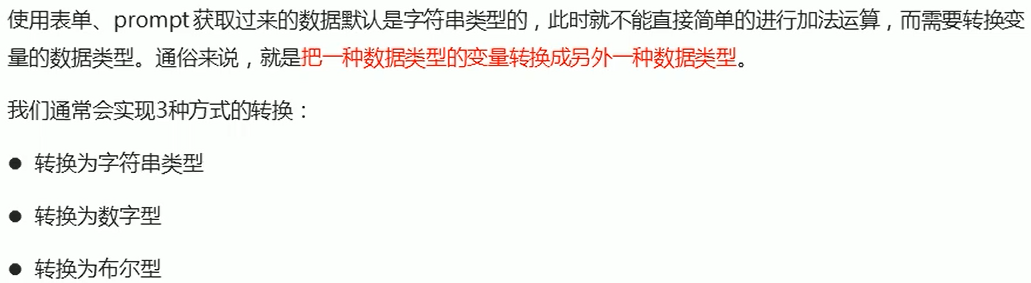 使用表单、prompt 获取过来的数据默认是字符串类型的，此时就不能直接简单的进行加法运算，而需要转换变
量的数据类型。通俗来说，就是把一种数据类型的变量转换成另外一种数据类型。
我们通常会实现3种方式的转换：
● 转换为字符串类型
● 转换为数字型
● 转换为布尔型